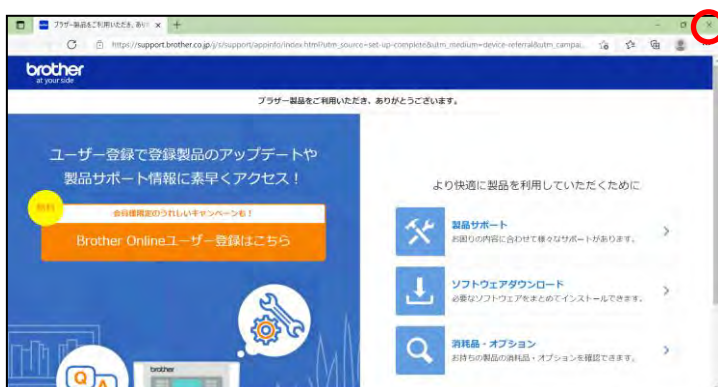 ブラザー製品をご利用いただき、あり
https://support.brother.co.jp/j/s/support/appinfo/index.html?utm_source=set-up-complete&utm_medium=device-referral&utm_campai...
brother
at your side
ブラザー製品をご利用いただき、ありがとうございます。
ユーザー登録で登録製品のアップデートや
製品サポート情報に素早くアクセス！
無料
会員様限定のうれしいキャンペーンも！
Brother Onlineユーザー登録はこちら
Q
A
brother
より快適に製品を利用していただくために
製品サポート
お困りの内容に合わせて様々なサポートがあります。
ソフトウェアダウンロード
必要なソフトウェアをまとめてインストールできます。
消耗品・オプション
お持ちの製品の消耗品・オプションを確認できます。